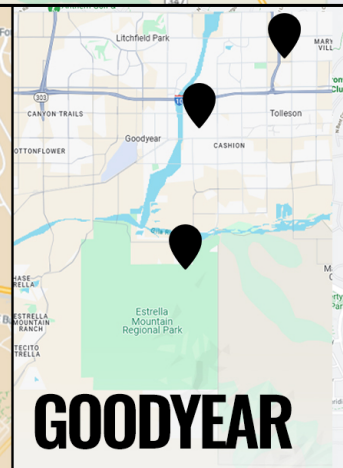 Litchfield Park
MARY
VILL
303
10
CANYON TRAILS
Tolleson
Goodyear
CASHION
OTTONFLOWER
HASE
RELLA
Estrella
Mountain
Regional Park
ESTRELLA
MOUNTAIN
RANCH
TECITO
TRELLA
GOODYEAR